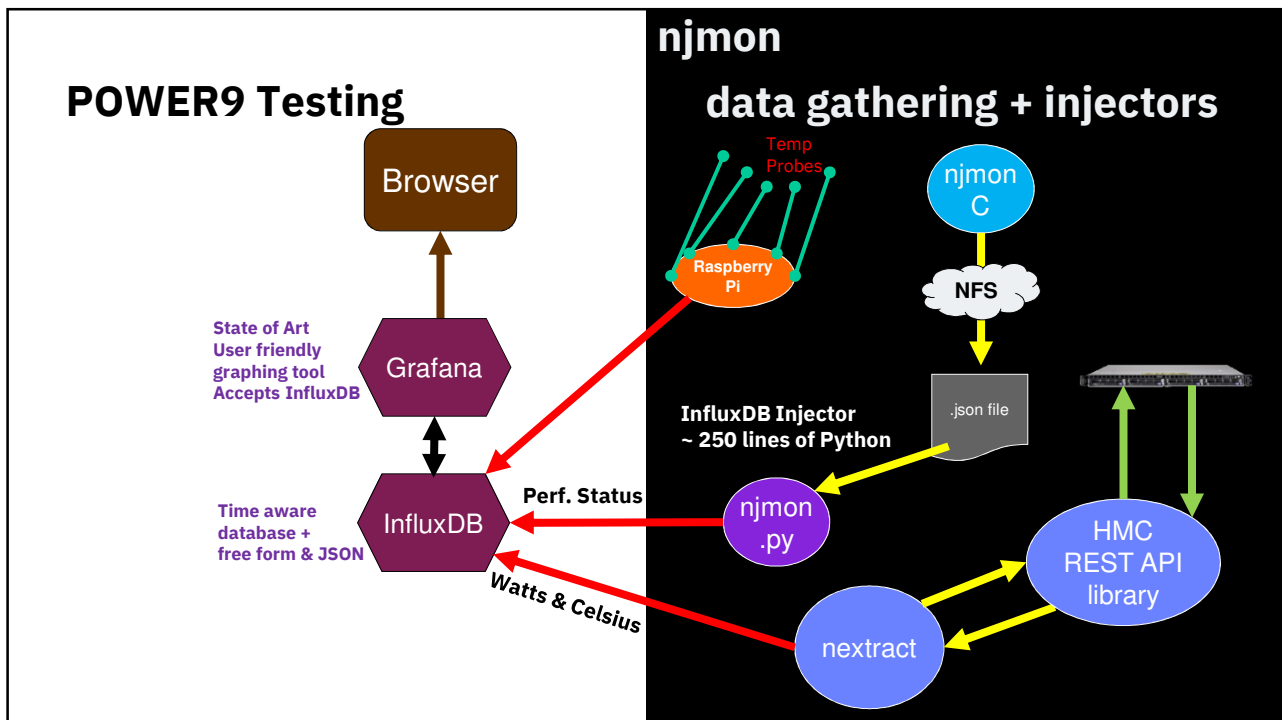 njmon
POWER9 Testing
data gathering + injectors
Browser
Temp
Probes
njmon
C
Raspberry
Pi
NFS
State of Art
User friendly
graphing tool
Accepts InfluxDB
Grafana
.json file
InfluxDB Injector
~ 250 lines of Python
Time aware
database +
free form & JSON
InfluxDB
Perf. Status
njmon
.py
HMC
REST API
library
Watts & Celsius
nextract